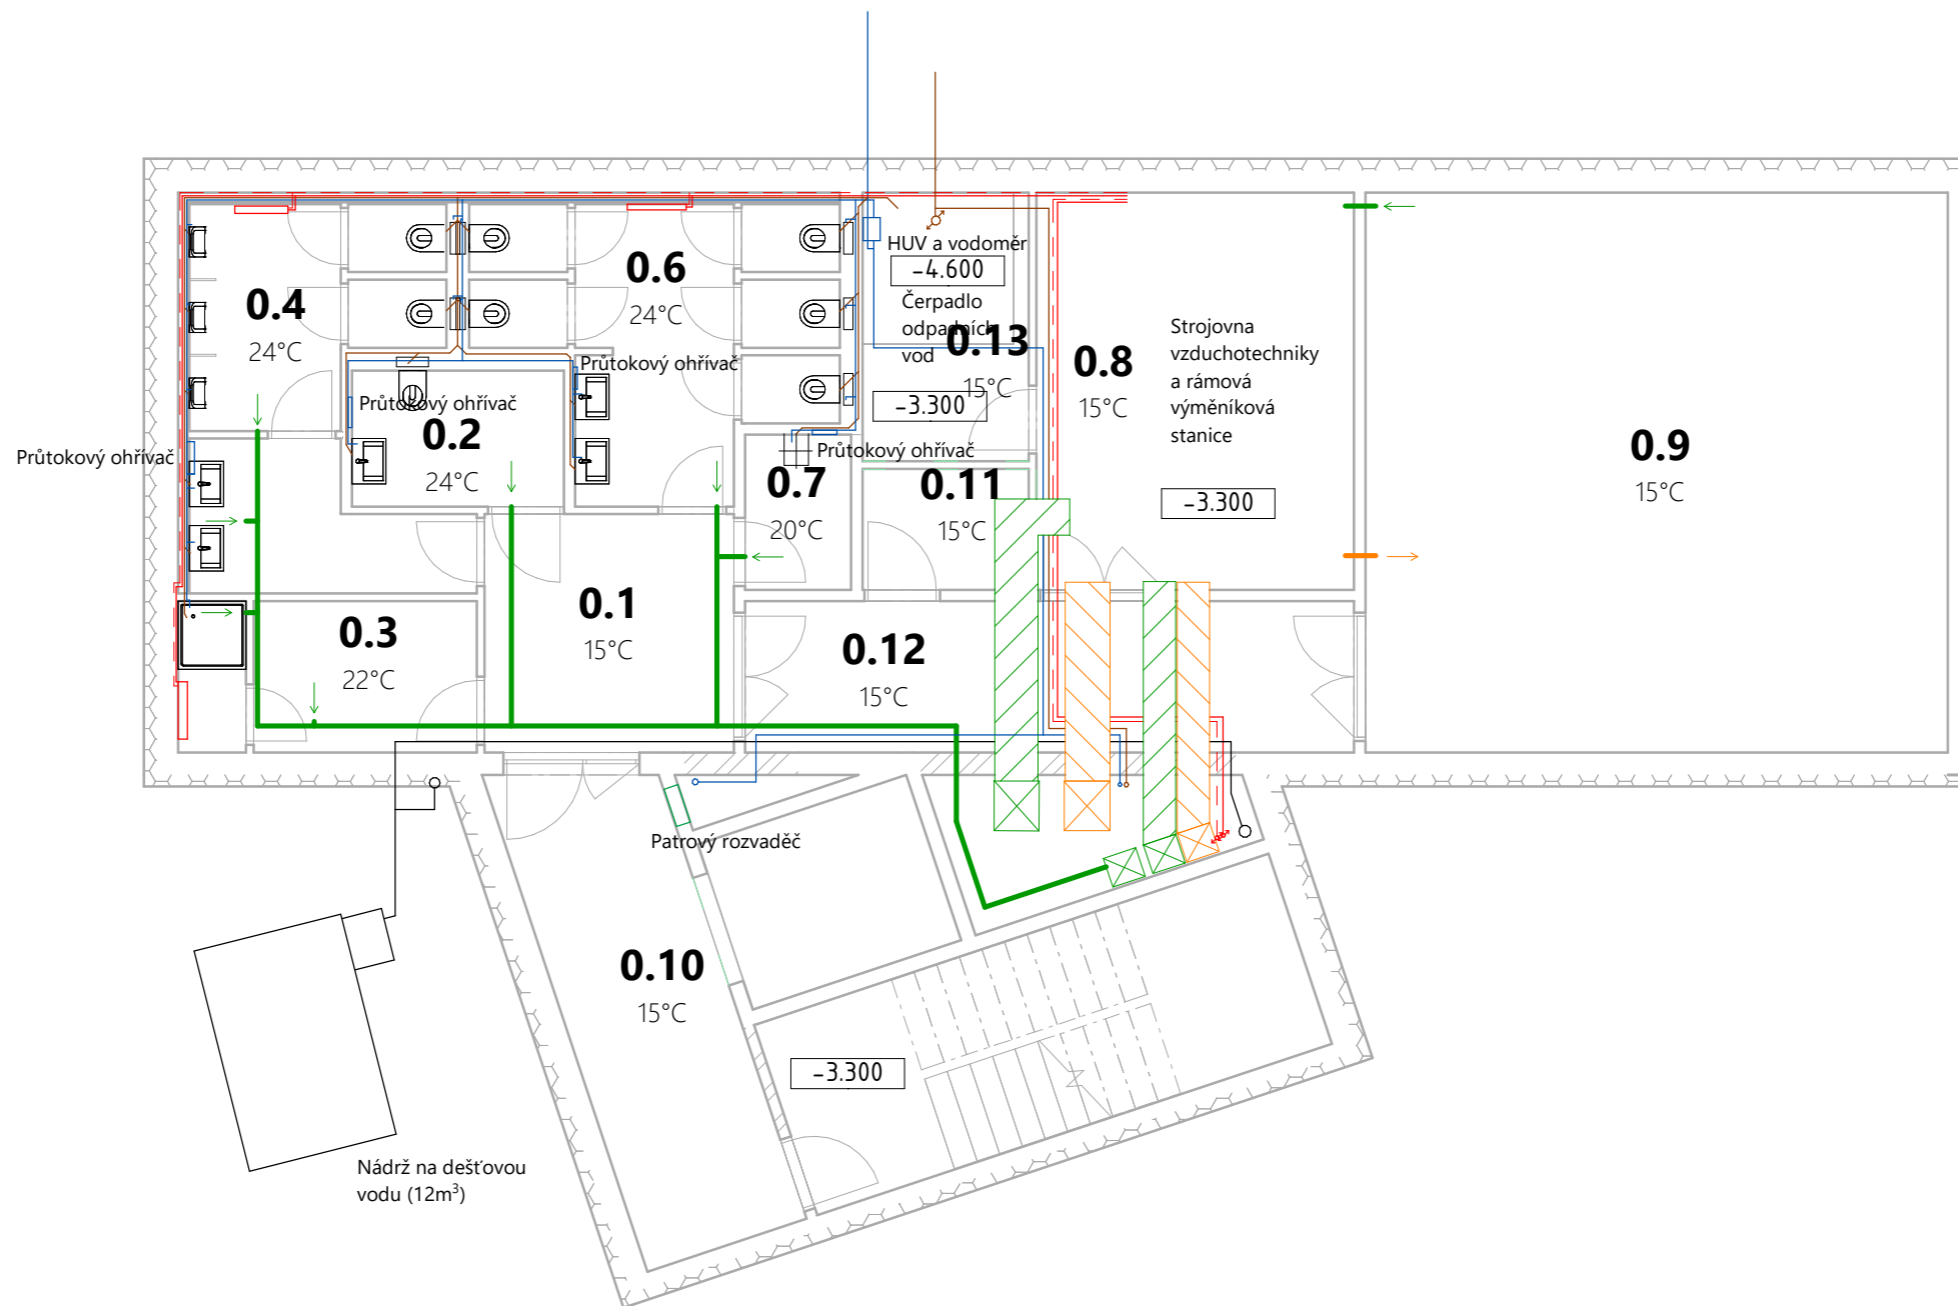 HUV a vodoměr
-4.600
0.6
24°C
0.4
24°C
Čerpadlo
odpadních
vod
0.13
15°C
-3.300
0.8
15°C
Strojovna
vzduchotechniky
a rámová
výměníková
stanice
-3.300
Průtokový ohřívač
Průtokový ohřívač
0.2
24°C
Průtokový ohřívač
Průtokový ohřívač
0.7
20°C
0.11
15°C
0.9
15°C
0.1
15°C
0.3
22°C
0.12
15°C
Patrový rozvaděč
0.10
15°C
-3.300
Nádrž na dešťovou
vodu (12m³)